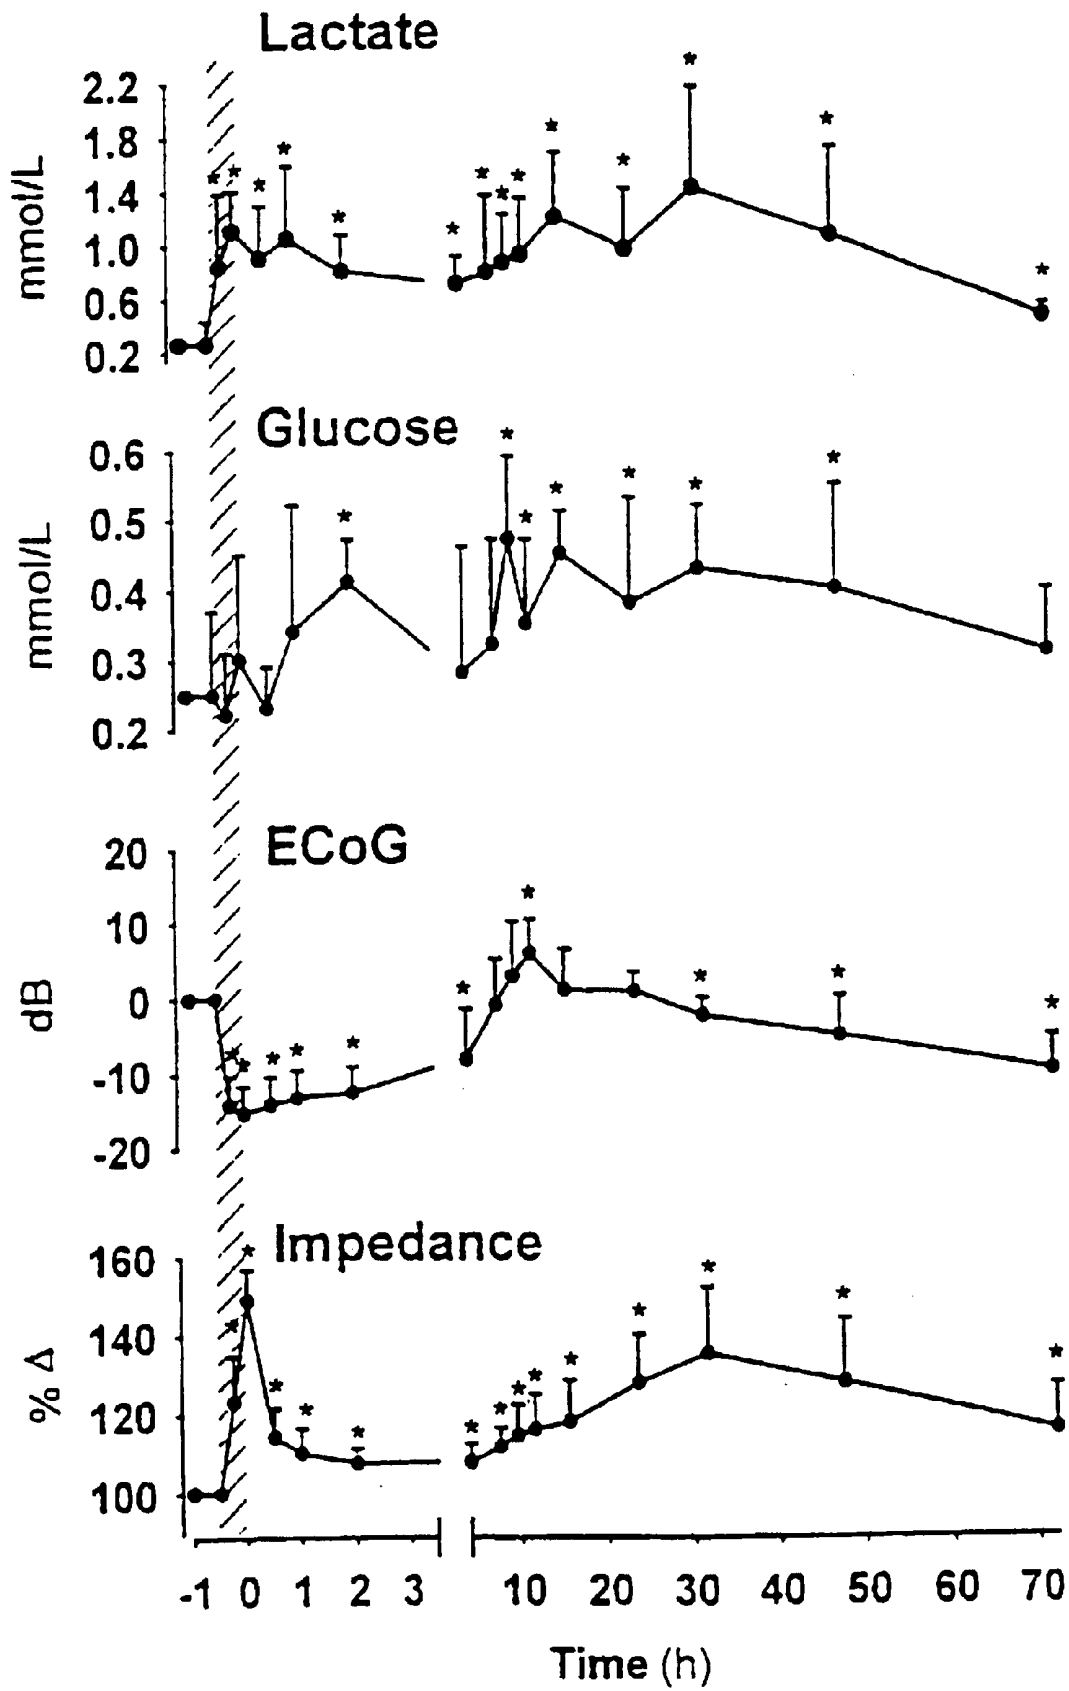 Lactate
2.2
1.8
1.4
1.0
0.6
0.2
mmol/L
* * * * * * * * * * * * * *
Glucose
0.6
0.5
0.4
0.3
0.2
mmol/L
* * * * * * *
ECoG
20
10
0
-10
-20
dB
* * * * * * * * * *
Impedance
160
140
120
100
% Δ
* * * * * * * * * * * * * *
-1 0 1 2 3 10 20 30 40 50 60 70
Time (h)